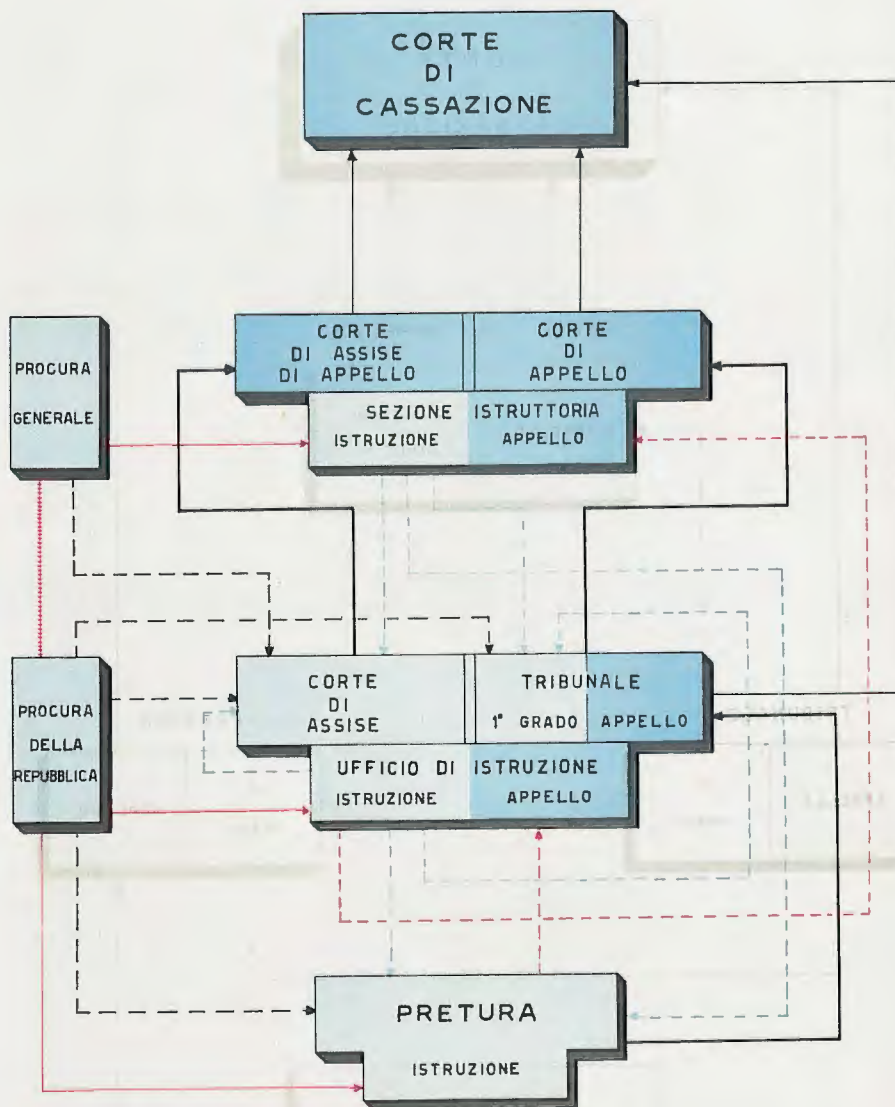 CORTE
DI
CASSAZIONE
PROCURA
GENERALE
CORTE
DI ASSISE
DI APPELLO
CORTE
DI
APPELLO
SEZIONE ISTRUTTORIA
ISTRUZIONE APPELLO
PROCURA
DELLA
REPUBBLICA
CORTE
DI
ASSISE
TRIBUNALE
1° GRADO APPELLO
UFFICIO DI ISTRUZIONE
ISTRUZIONE APPELLO
PRETURA
ISTRUZIONE